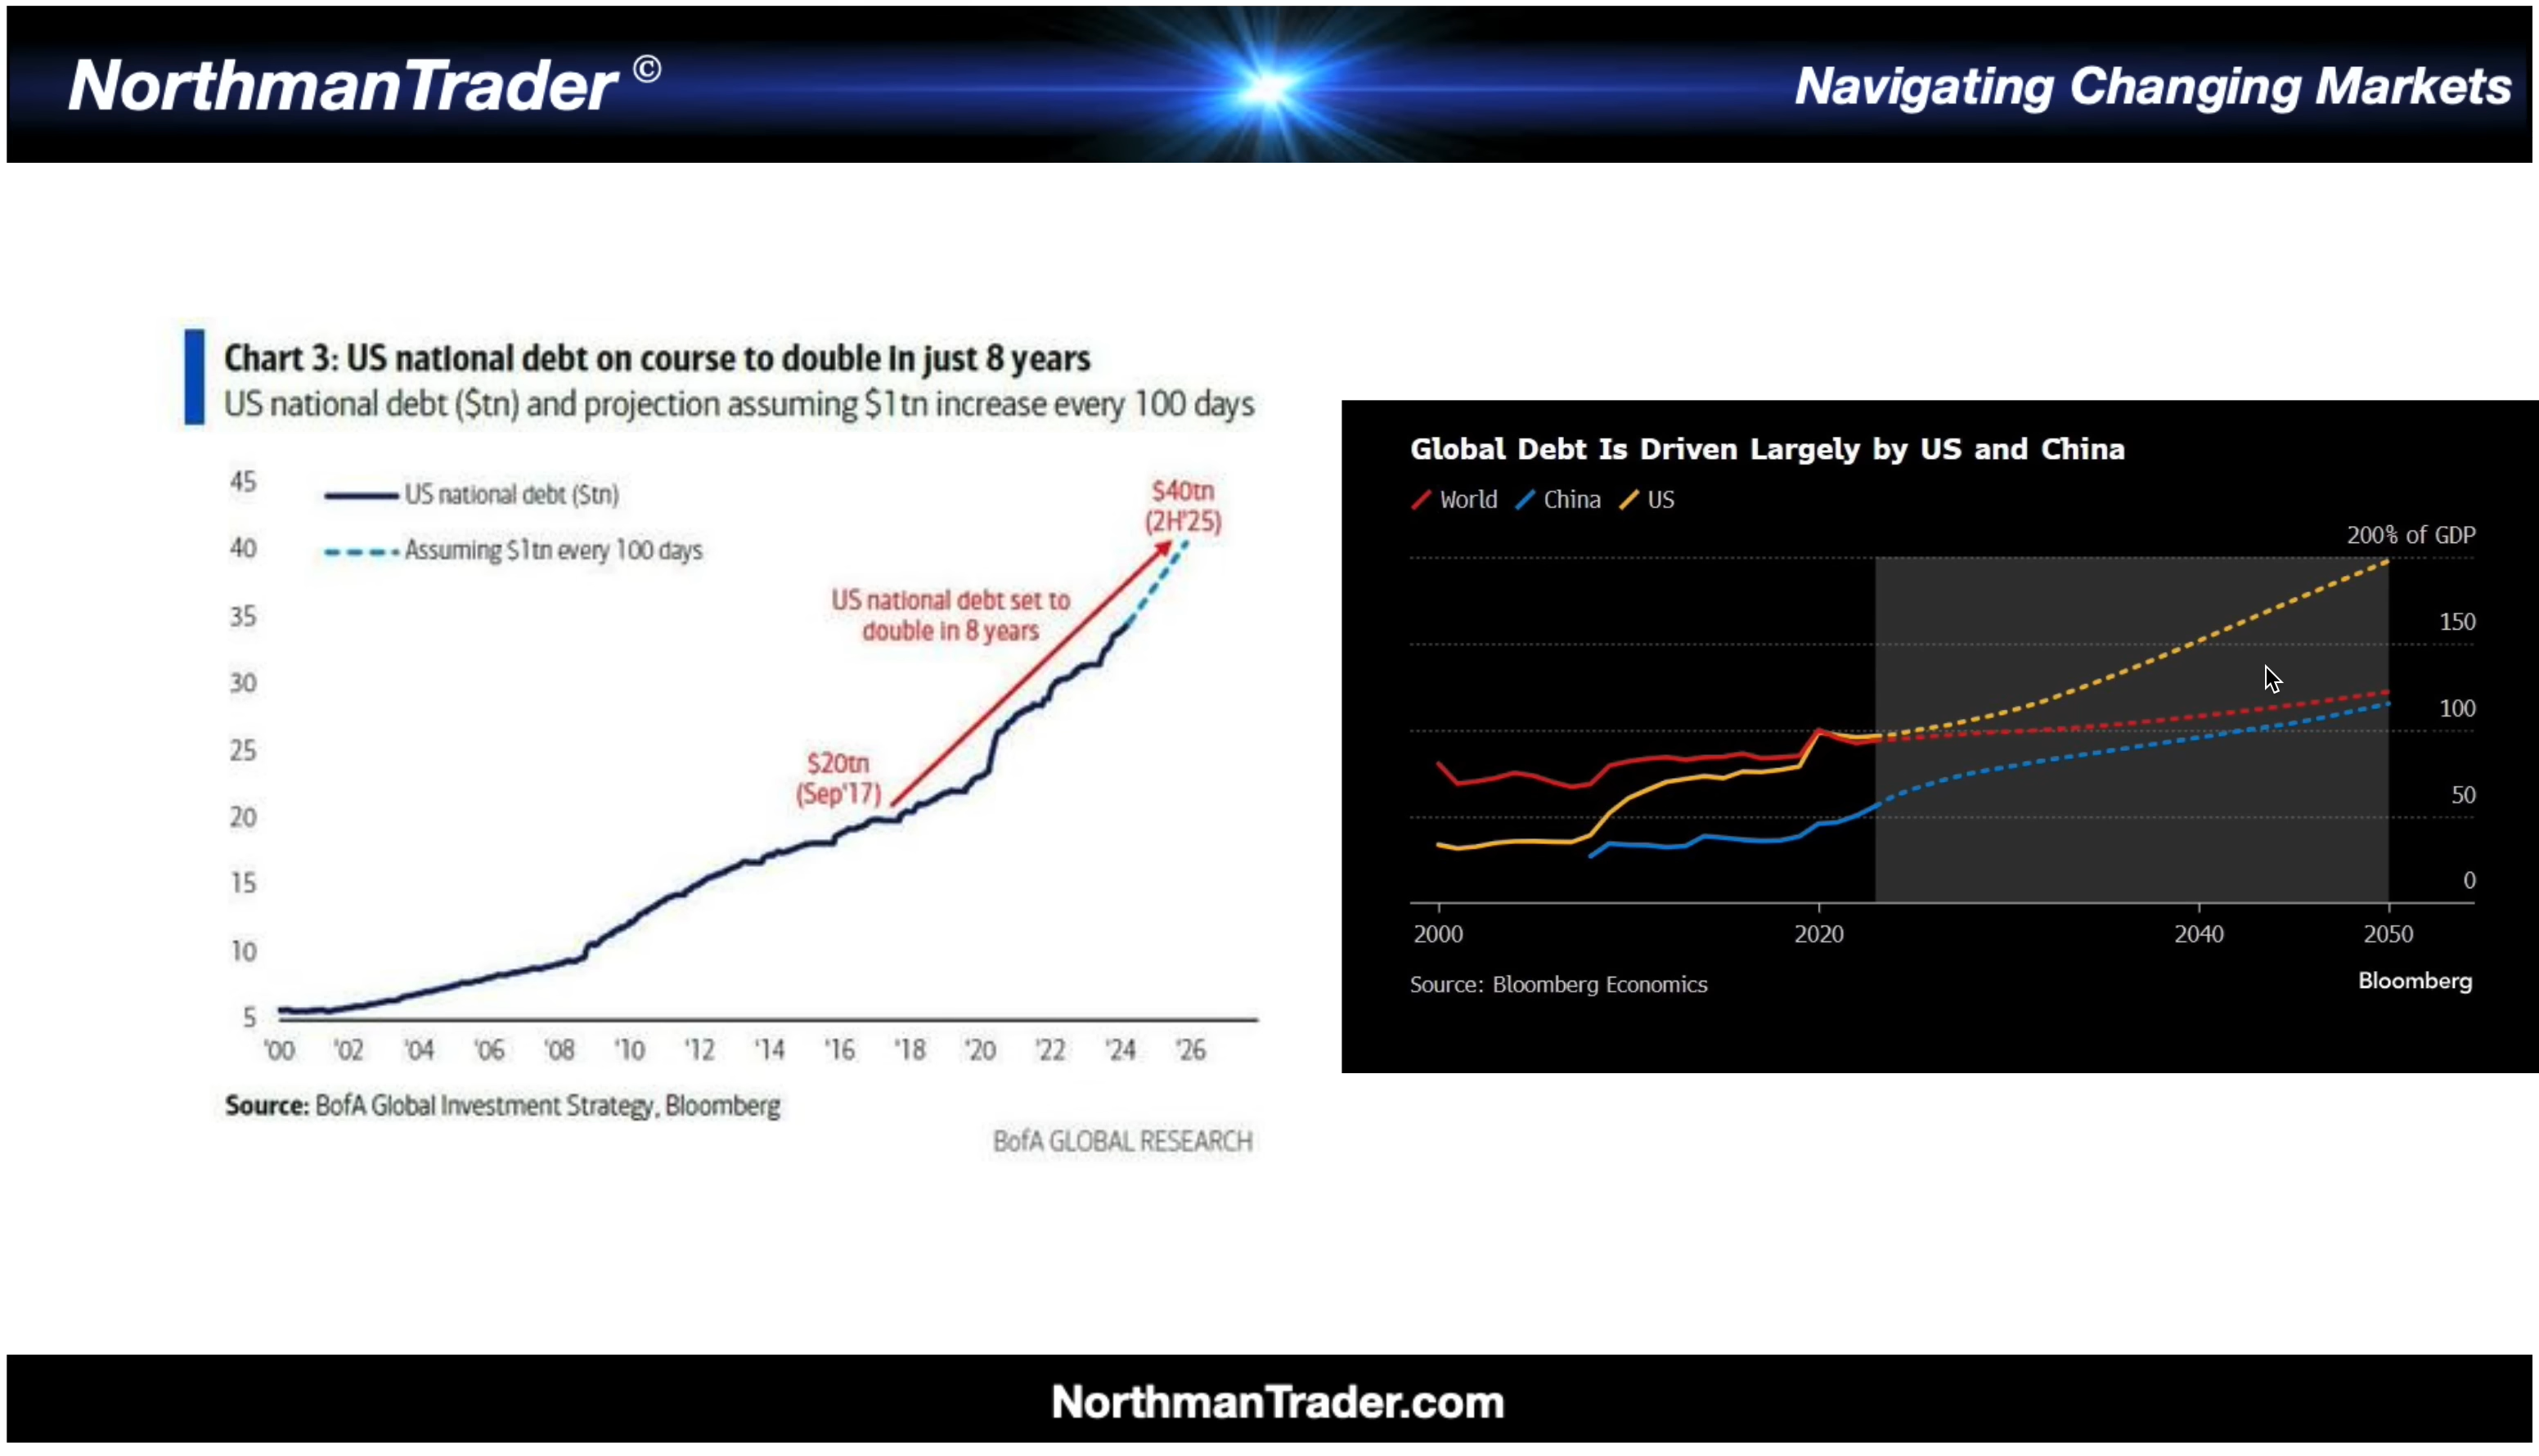 NorthmanTrader ©
Navigating Changing Markets
Chart 3: US national debt on course to double in just 8 years
US national debt ($tn) and projection assuming $1tn increase every 100 days
45
40
35
30
25
20
15
10
5
US national debt ($tn)
Assuming $1tn every 100 days
$40tn
(2H'25)
US national debt set to
double in 8 years
$20tn
(Sep'17)
'00 '02 '04 '06 '08 '10 '12 '14 '16 '18 '20 '22 '24 '26
Source: BofA Global Investment Strategy, Bloomberg
BofA GLOBAL RESEARCH
Global Debt Is Driven Largely by US and China
World China US
200% of GDP
150
100
50
0
2000 2020 2040 2050
Source: Bloomberg Economics
Bloomberg
NorthmanTrader.com